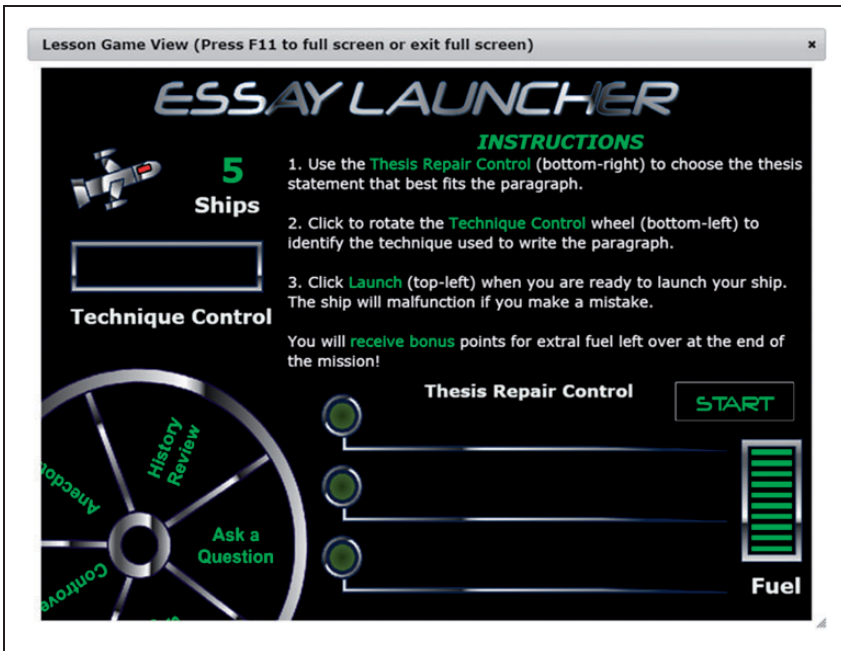 Lesson Game View (Press F11 to full screen or exit full screen)
ESSAY LAUNCHER
INSTRUCTIONS
1. Use the Thesis Repair Control (bottom-right) to choose the thesis
statement that best fits the paragraph.
2. Click to rotate the Technique Control wheel (bottom-left) to
identify the technique used to write the paragraph.
3. Click Launch (top-left) when you are ready to launch your ship.
The ship will malfunction if you make a mistake.
You will receive bonus points for extral fuel left over at the end of
the mission!
5
Ships
Technique Control
Thesis Repair Control
START
History
Review
Anecdo
Ask a
Question
Controve
Fuel